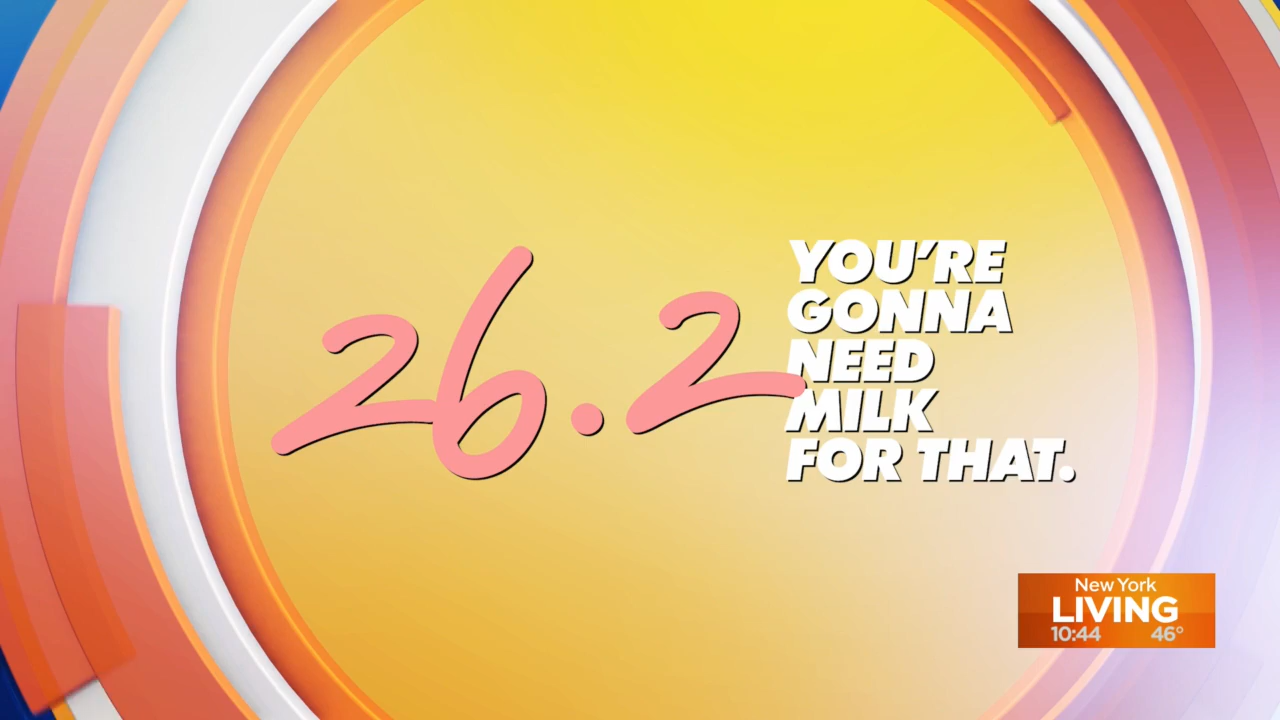 26.2
YOU'RE
GONNA
NEED
MILK
FOR THAT.
New York
LIVING
10:44 46°